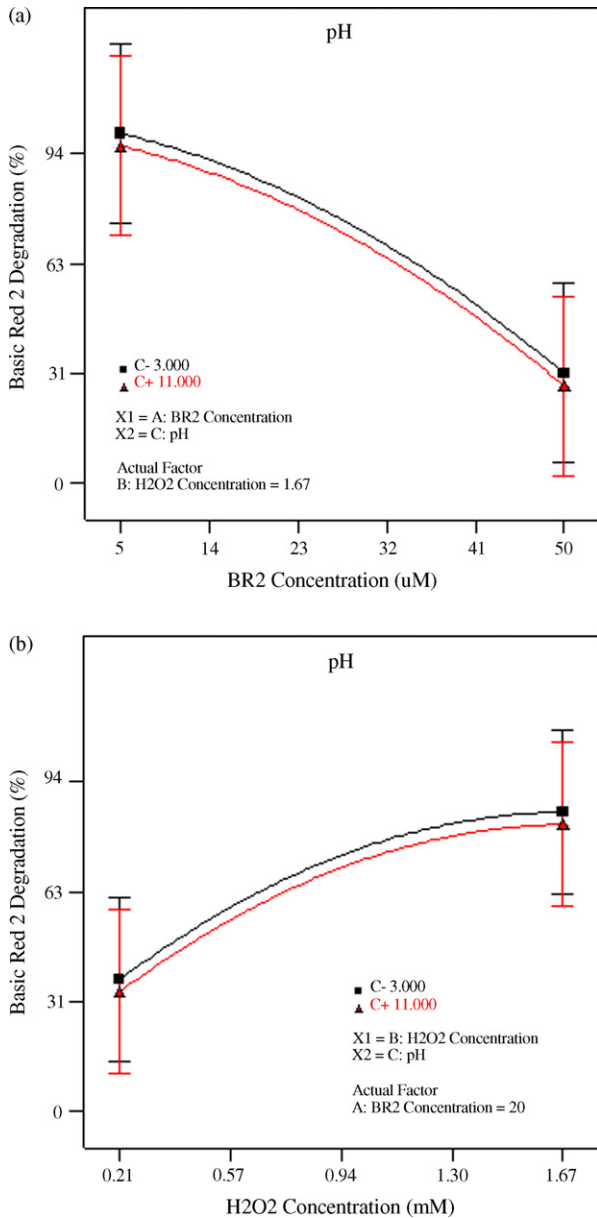 (a)
pH
Basic Red 2 Degradation (%)
94
63
31
0
C- 3.000
C+ 11.000
X1 = A: BR2 Concentration
X2 = C: pH
Actual Factor
B: H2O2 Concentration = 1.67
5 14 23 32 41 50
BR2 Concentration (uM)
(b)
pH
Basic Red 2 Degradation (%)
94
63
31
0
C- 3.000
C+ 11.000
X1 = B: H2O2 Concentration
X2 = C: pH
Actual Factor
A: BR2 Concentration = 20
0.21 0.57 0.94 1.30 1.67
H2O2 Concentration (mM)